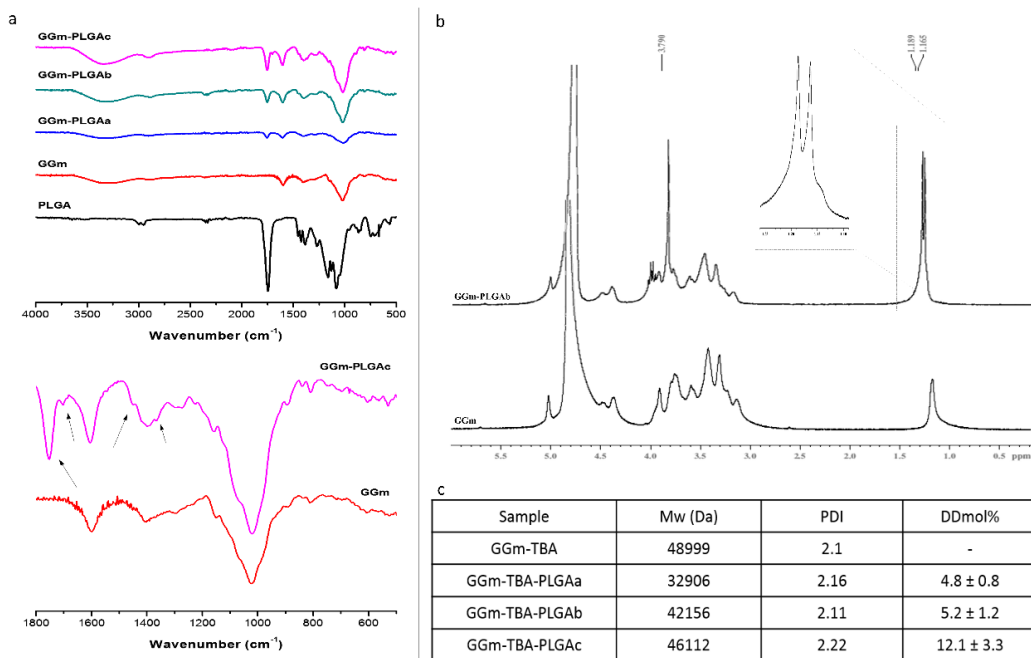 a
GGm-PLGAc
GGm-PLGAb
GGm-PLGAa
GGm
PLGA
4000 3500 3000 2500 2000 1500 1000 500
Wavenumber (cm⁻¹)
GGm-PLGAc
GGm
1800 1600 1400 1200 1000 800 600
Wavenumber (cm⁻¹)
b
3.790
1.189
1.165
GGm-PLGAb
GGm
5.0 4.5 4.0 3.5 3.0 2.5 2.0 1.5 1.0 0.5 ppm
c
Sample Mw (Da) PDI DDmol%
GGm-TBA 48999 2.1 -
GGm-TBA-PLGAa 32906 2.16 4.8 ± 0.8
GGm-TBA-PLGAb 42156 2.11 5.2 ± 1.2
GGm-TBA-PLGAc 46112 2.22 12.1 ± 3.3